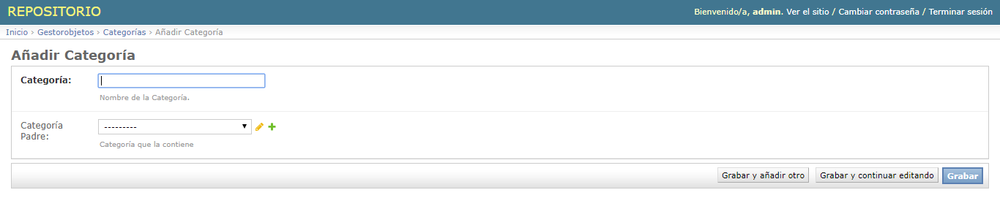 REPOSITORIO
Bienvenido/a, admin. Ver el sitio / Cambiar contraseña / Terminar sesión
Inicio › Gestorobjetos › Categorías › Añadir Categoría
Añadir Categoría
Categoría:
Nombre de la Categoría.
Categoría
Padre:
---------
Categoría que la contiene
Grabar y añadir otro
Grabar y continuar editando
Grabar